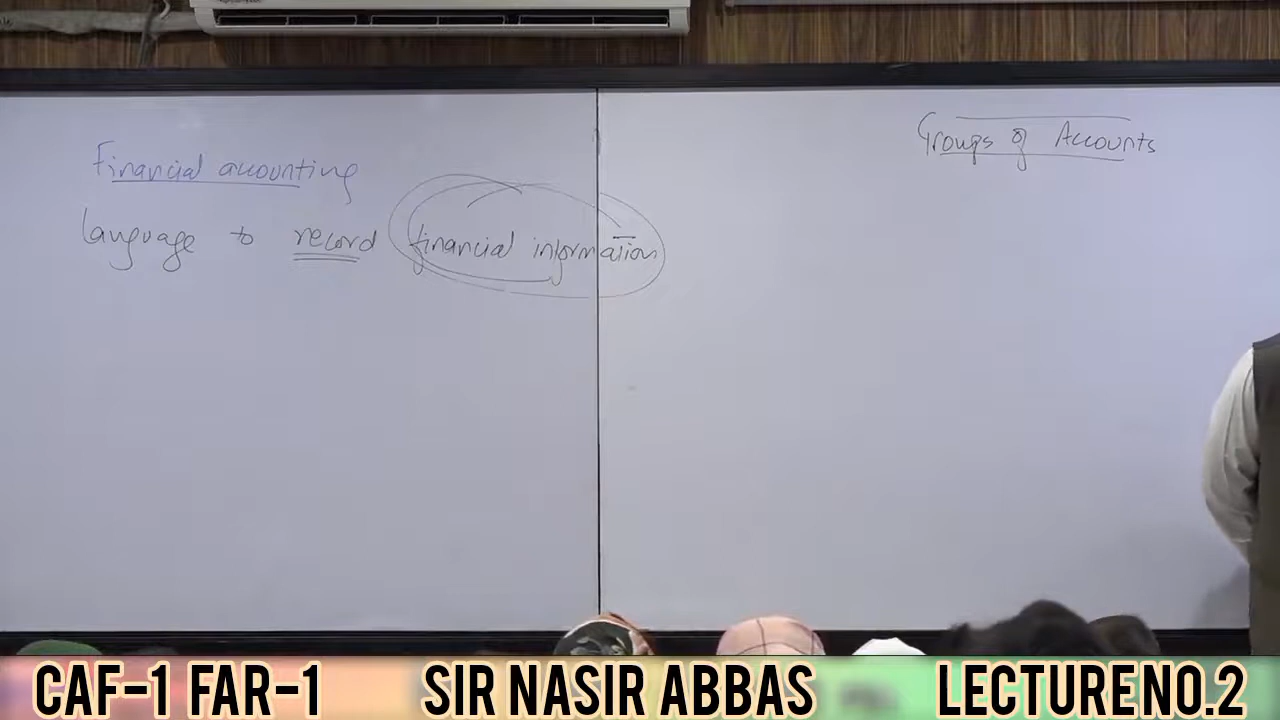 Financial accounting
language to record financial information
Groups of Accounts
CAF-1 FAR-1 SIR NASIR ABBAS LECTURE NO.2